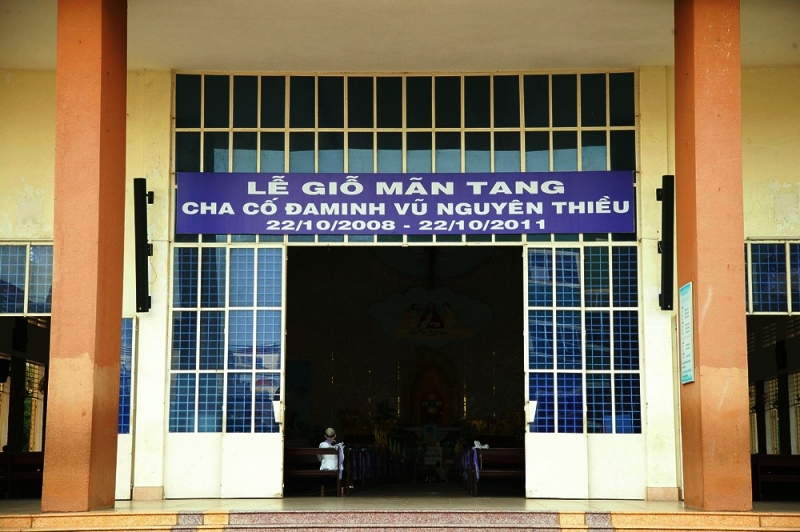 LỄ GIỖ MÃN TANG
CHA CỐ ĐAMINH VŨ NGUYÊN THIỀU
22/10/2008 - 22/10/2011